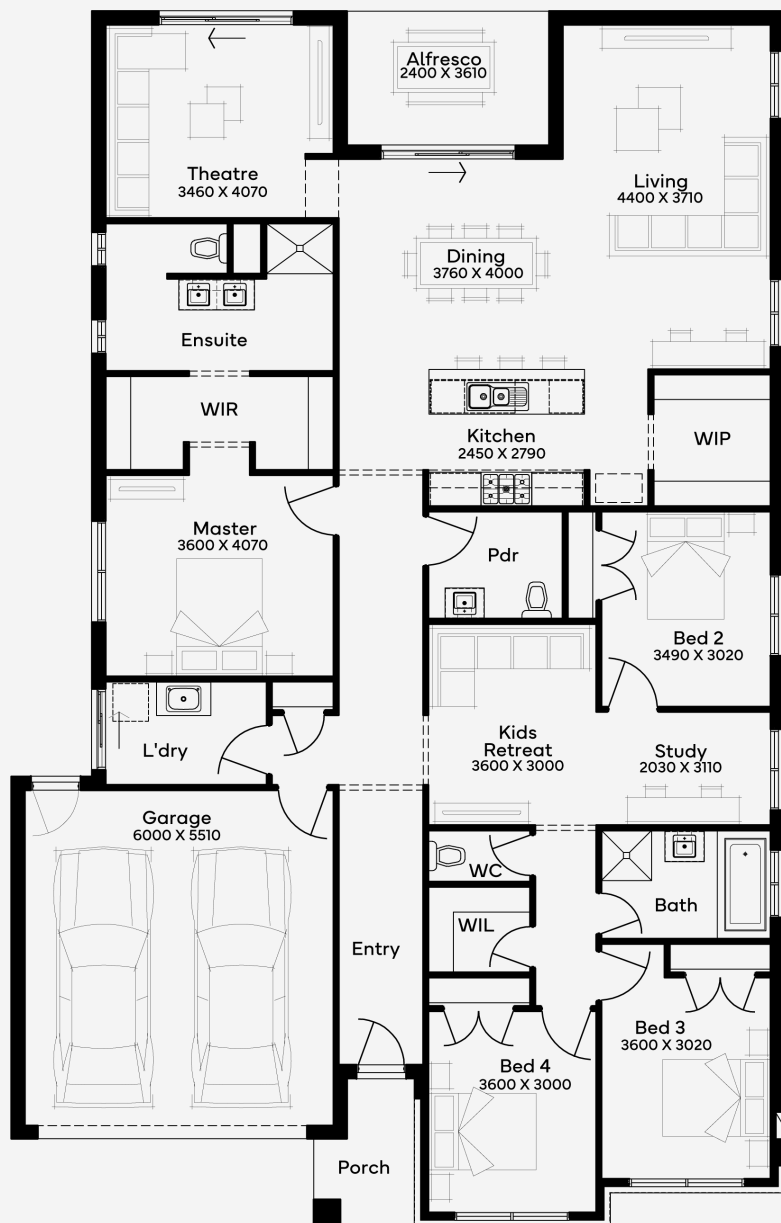 Alfresco
2400 X 3610
Theatre
3460 X 4070
Living
4400 X 3710
Dining
3760 X 4000
Ensuite
WIR
Kitchen
2450 X 2790
WIP
Master
3600 X 4070
Pdr
Bed 2
3490 X 3020
L'dry
Kids
Retreat
3600 X 3000
Study
2030 X 3110
Garage
6000 X 5510
WC
Bath
WIL
Entry
Bed 3
3600 X 3020
Bed 4
3600 X 3000
Porch